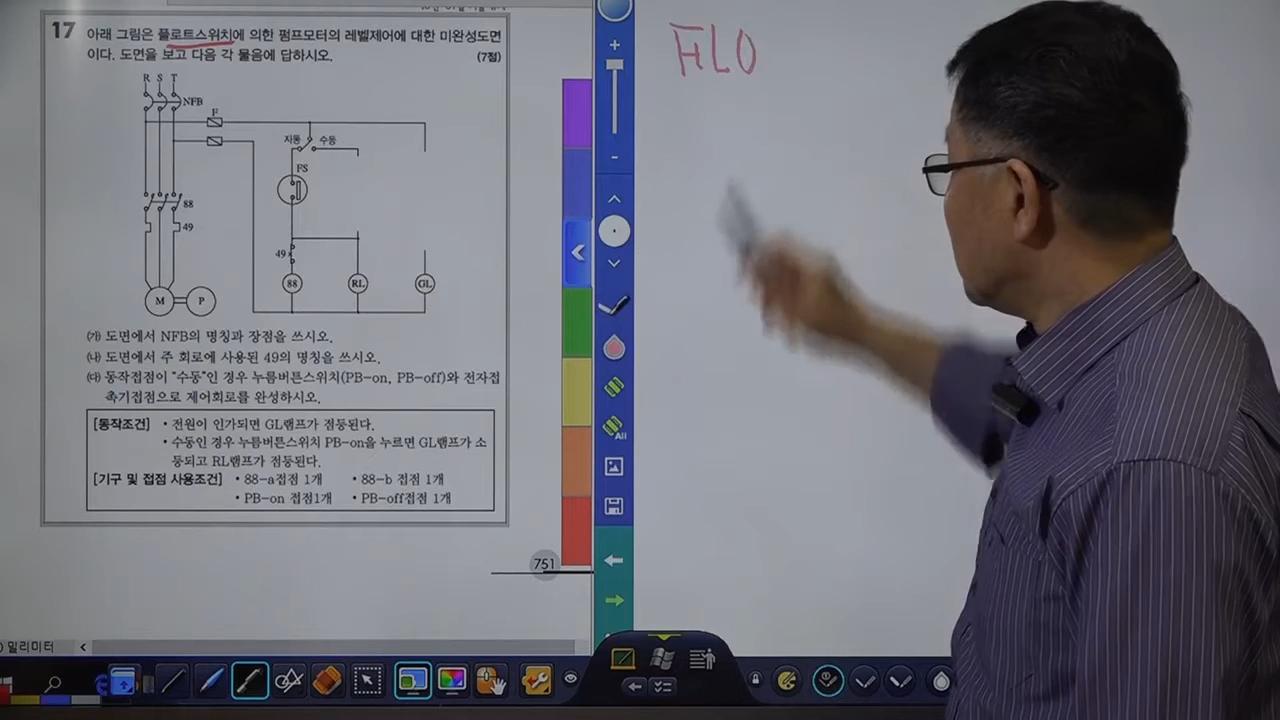 17 아래 그림은 플로트스위치에 의한 펌프모터의 레벨제어에 대한 미완성도면
이다. 도면을 보고 다음 각 물음에 답하시오. (7점)
R S T
NFB
F
자동 수동
FS
88
49
49
88 RL GL
M P
㈎ 도면에서 NFB의 명칭과 장점을 쓰시오.
㈏ 도면에서 주 회로에 사용된 49의 명칭을 쓰시오.
㈐ 동작접점이 "수동"인 경우 누름버튼스위치(PB-on, PB-off)와 전자접
촉기접점으로 제어회로를 완성하시오.
[동작조건] • 전원이 인가되면 GL램프가 점등된다.
• 수동인 경우 누름버튼스위치 PB-on을 누르면 GL램프가 소
등되고 RL램프가 점등된다.
[기구 및 접점 사용조건] • 88-a접점 1개 • 88-b 접점 1개
• PB-on 접점1개 • PB-off접점 1개
751
밀리미터
FLO
All